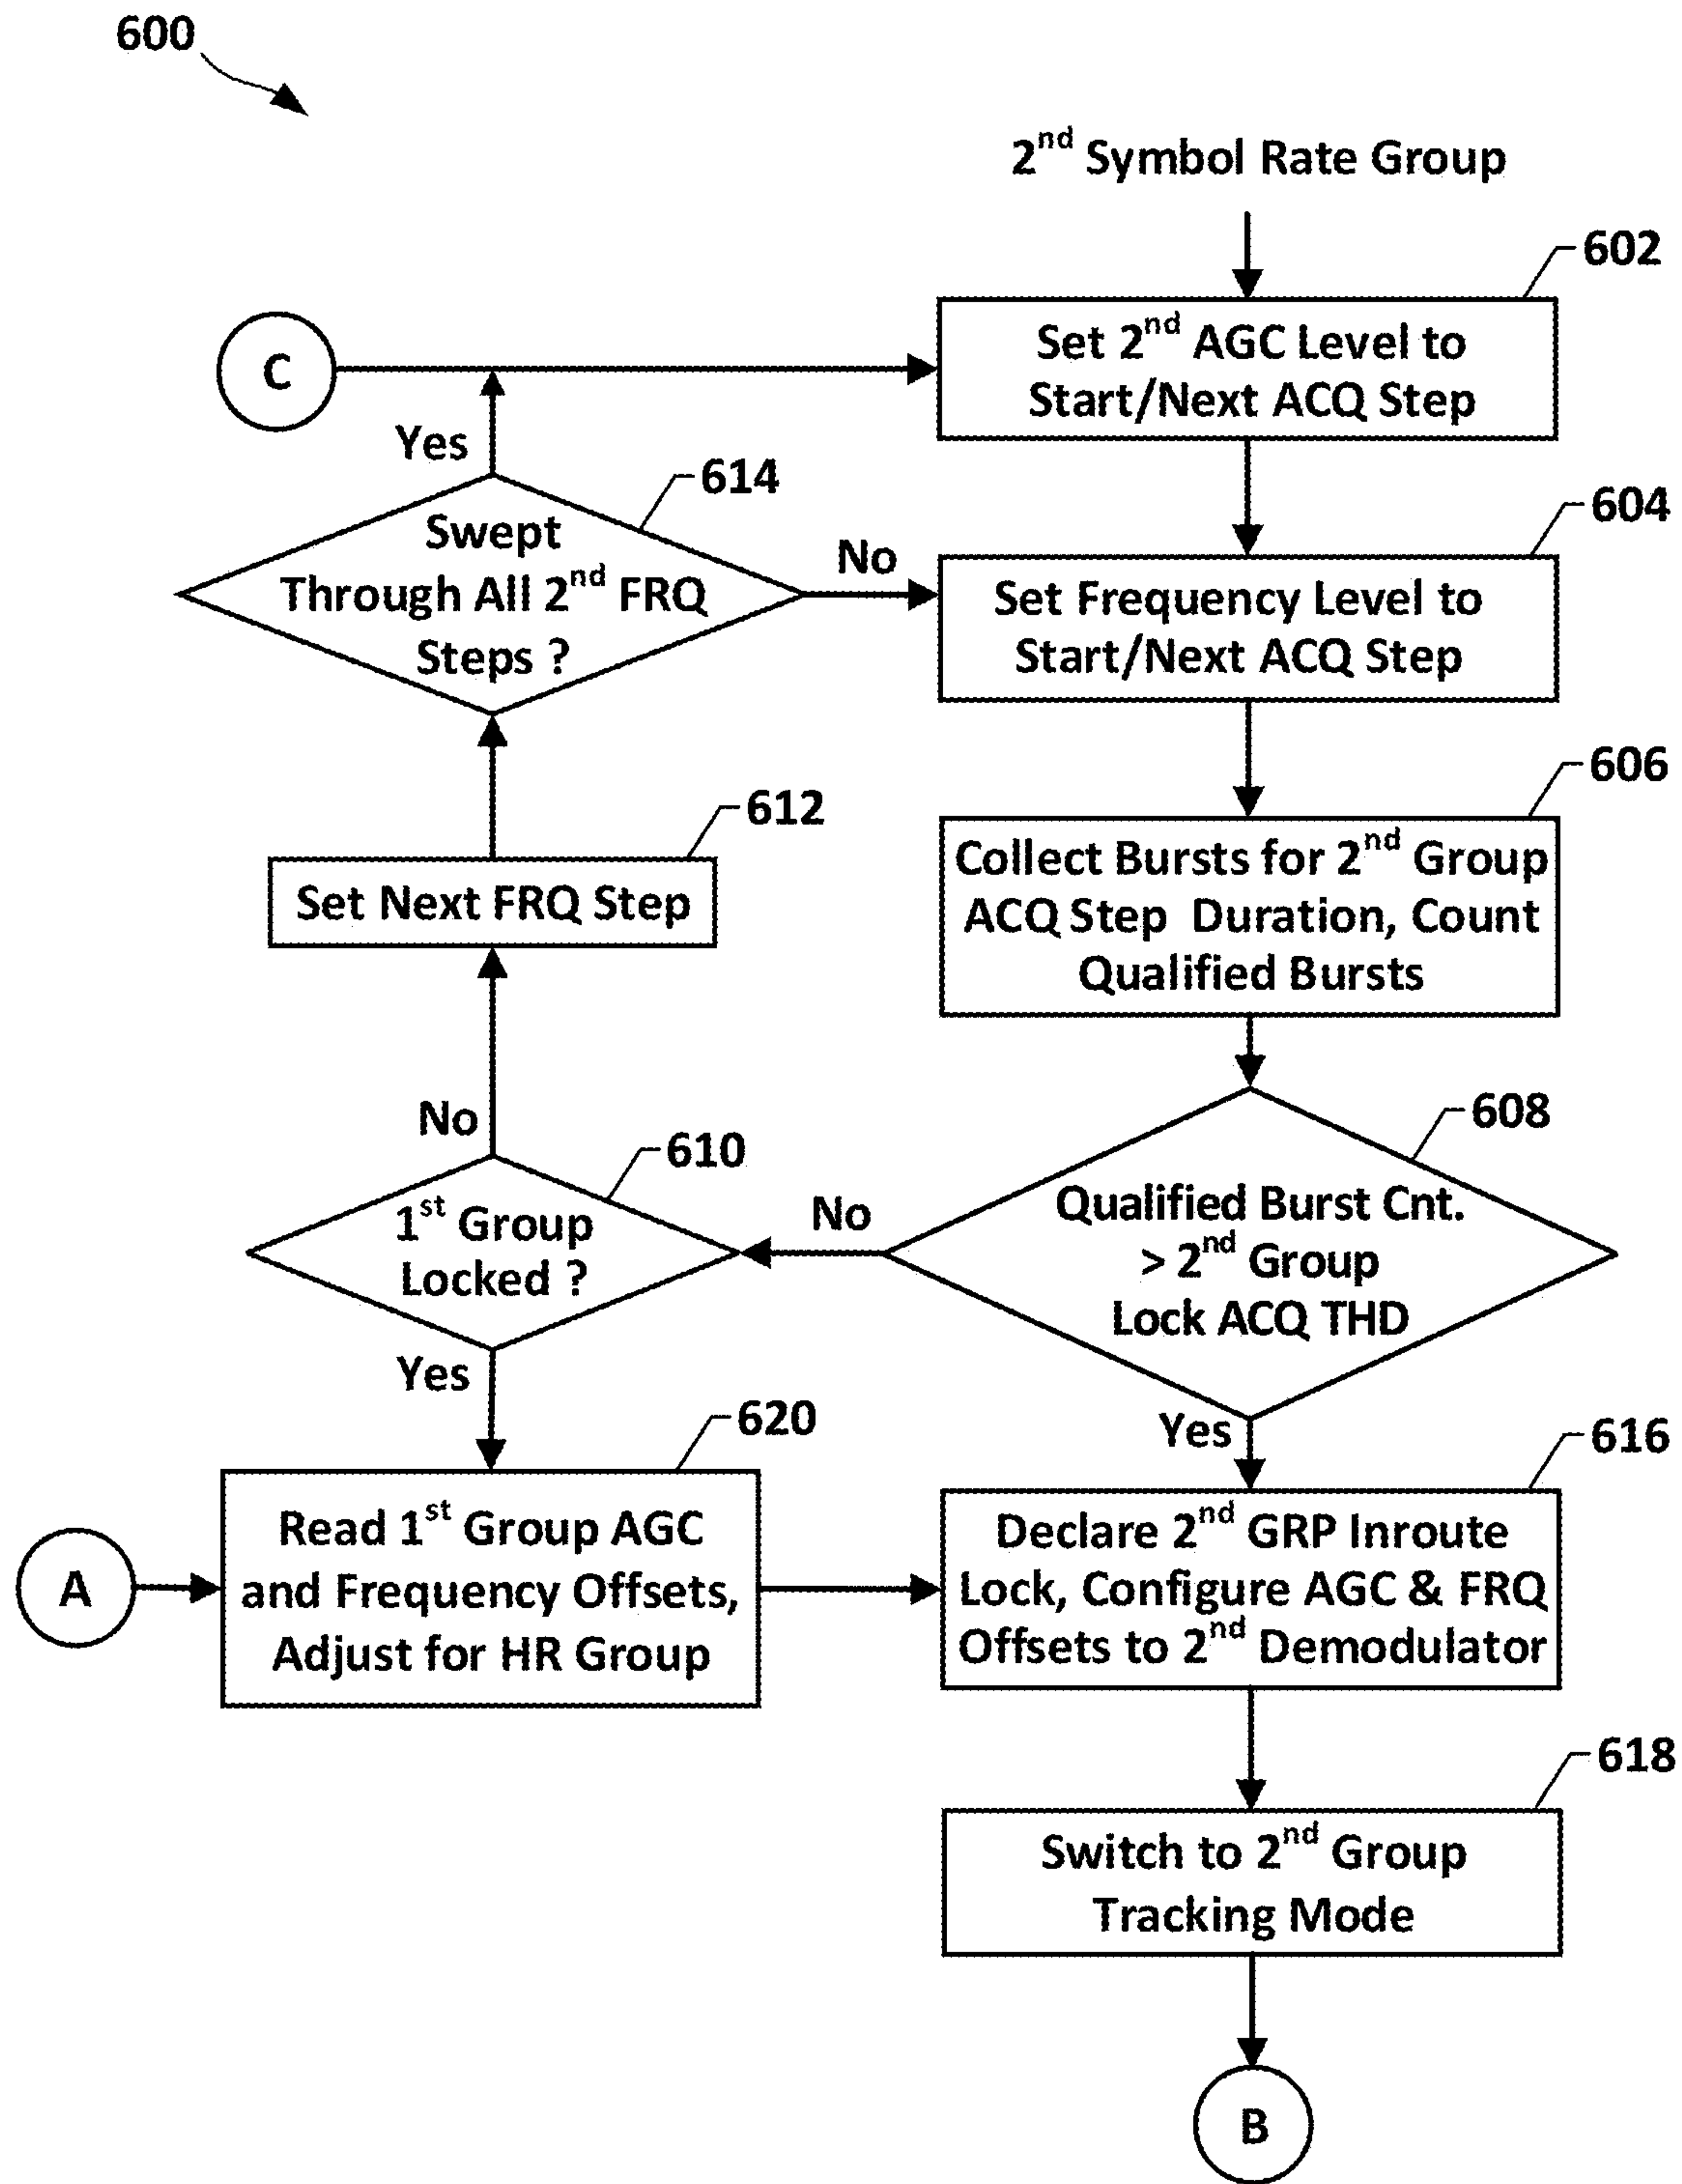 600
2nd Symbol Rate Group
602
Set 2nd AGC Level to
Start/Next ACQ Step
C
Yes
614
Swept
Through All 2nd FRQ
Steps ?
No
604
Set Frequency Level to
Start/Next ACQ Step
606
Collect Bursts for 2nd Group
ACQ Step Duration, Count
Qualified Bursts
612
Set Next FRQ Step
No
610
1st Group
Locked ?
No
608
Qualified Burst Cnt.
> 2nd Group
Lock ACQ THD
Yes
Yes
620
Read 1st Group AGC
and Frequency Offsets,
Adjust for HR Group
A
616
Declare 2nd GRP Inroute
Lock, Configure AGC & FRQ
Offsets to 2nd Demodulator
618
Switch to 2nd Group
Tracking Mode
B